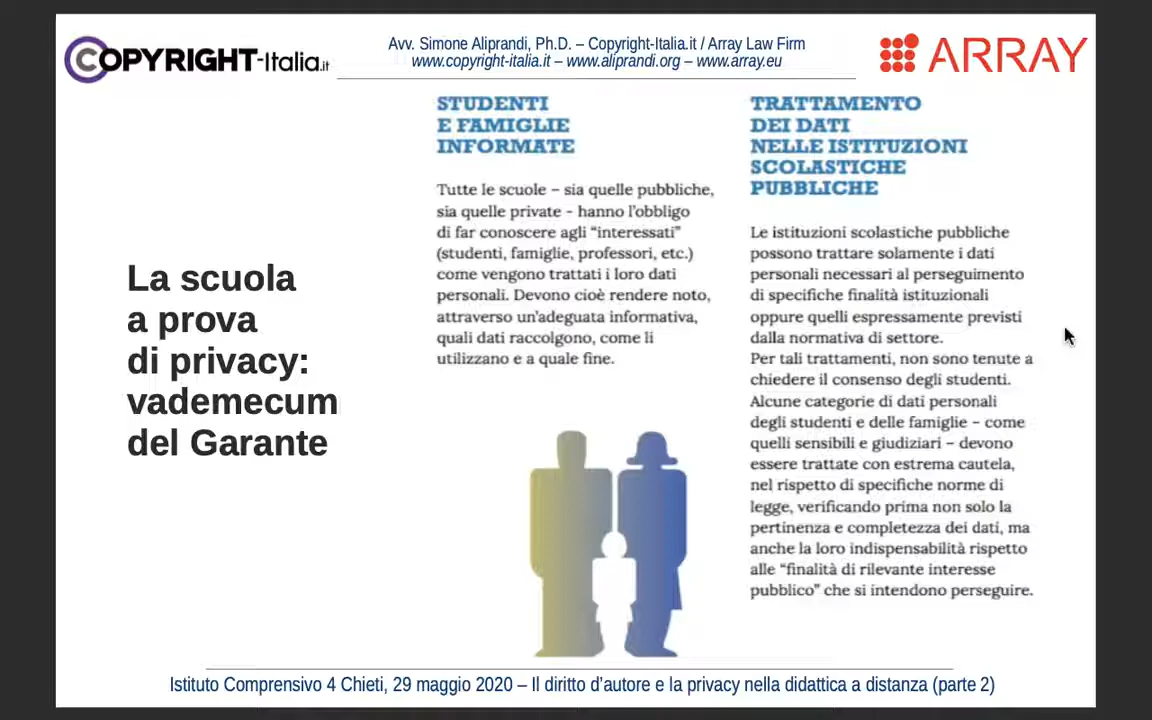 COPYRIGHT-Italia.it
Avv. Simone Aliprandi, Ph.D. – Copyright-Italia.it / Array Law Firm
www.copyright-italia.it – www.aliprandi.org – www.array.eu
ARRAY
La scuola
a prova
di privacy:
vademecum
del Garante
STUDENTI
E FAMIGLIE
INFORMATE
Tutte le scuole – sia quelle pubbliche,
sia quelle private - hanno l'obbligo
di far conoscere agli “interessati”
(studenti, famiglie, professori, etc.)
come vengono trattati i loro dati
personali. Devono cioè rendere noto,
attraverso un'adeguata informativa,
quali dati raccolgono, come li
utilizzano e a quale fine.
TRATTAMENTO
DEI DATI
NELLE ISTITUZIONI
SCOLASTICHE
PUBBLICHE
Le istituzioni scolastiche pubbliche
possono trattare solamente i dati
personali necessari al perseguimento
di specifiche finalità istituzionali
oppure quelli espressamente previsti
dalla normativa di settore.
Per tali trattamenti, non sono tenute a
chiedere il consenso degli studenti.
Alcune categorie di dati personali
degli studenti e delle famiglie – come
quelli sensibili e giudiziari – devono
essere trattate con estrema cautela,
nel rispetto di specifiche norme di
legge, verificando prima non solo la
pertinenza e completezza dei dati, ma
anche la loro indispensabilità rispetto
alle “finalità di rilevante interesse
pubblico” che si intendono perseguire.
Istituto Comprensivo 4 Chieti, 29 maggio 2020 – Il diritto d'autore e la privacy nella didattica a distanza (parte 2)